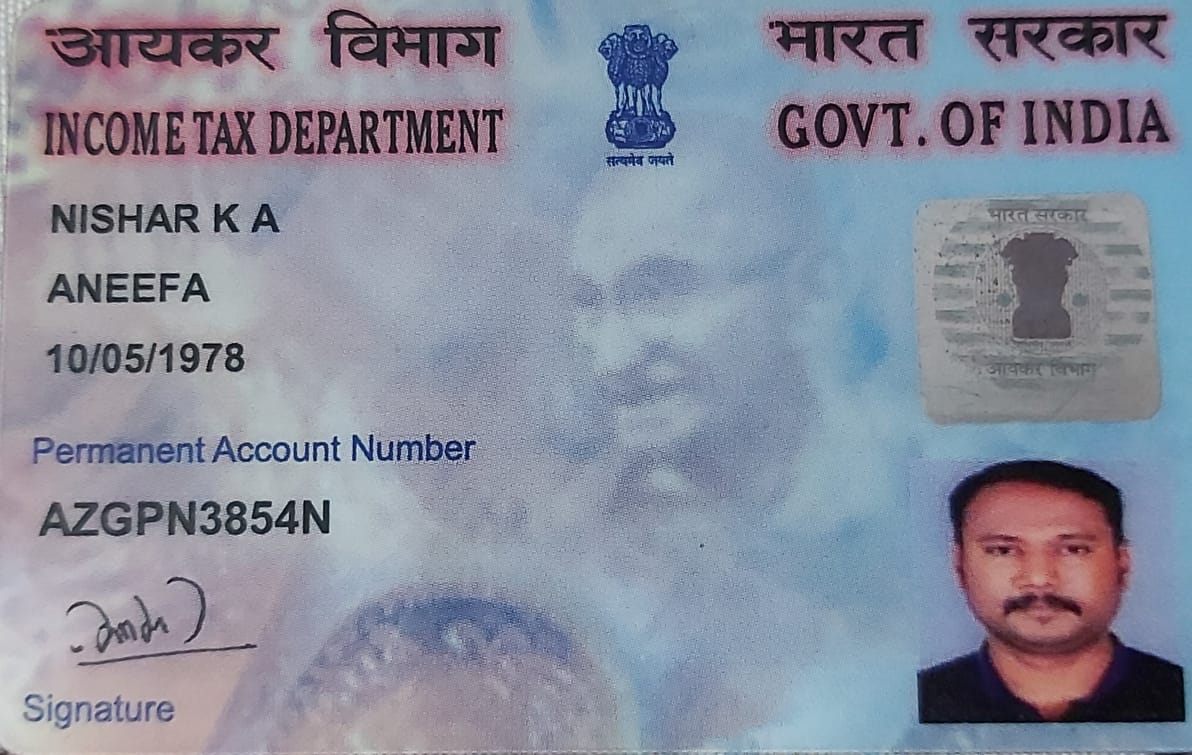 आयकर विभाग
INCOME TAX DEPARTMENT
सत्यमेव जयते
भारत सरकार
GOVT. OF INDIA
NISHAR K A
ANEEFA
10/05/1978
Permanent Account Number
AZGPN3854N
Signature
भारत सरकार
आयकर विभाग